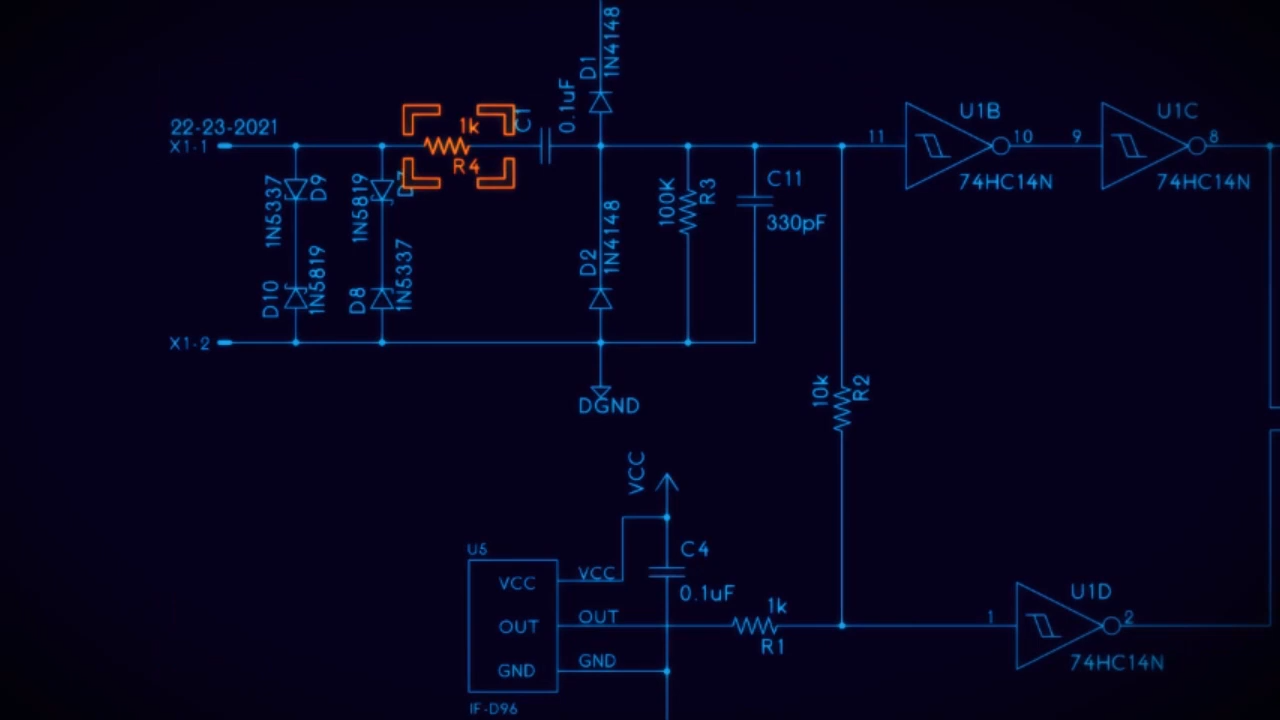 1N4148
D1
0.1uF
C1
22-23-2021
X1-1
1k
R4
1N5337
D9
1N5819
D10
1N5819
D8
1N5337
X1-2
1N4148
D2
DGND
100K
R3
C11
330pF
11
U1B
10
74HC14N
9
U1C
8
74HC14N
10k
R2
VCC
C4
0.1uF
U5
VCC
VCC
OUT
OUT
GND
GND
IF-D96
1k
R1
1
U1D
2
74HC14N